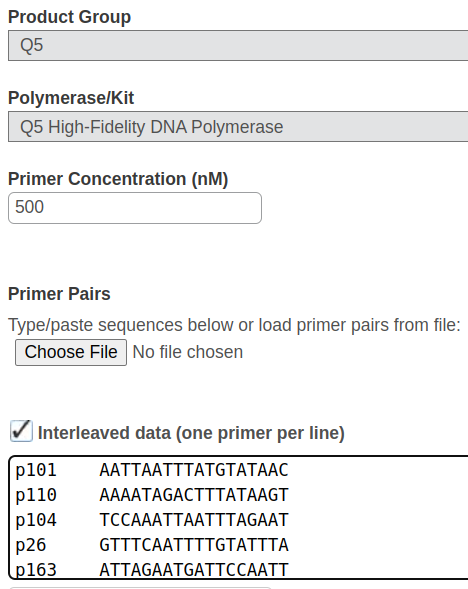 Product Group
Q5
Polymerase/Kit
Q5 High-Fidelity DNA Polymerase
Primer Concentration (nM)
500
Primer Pairs
Type/paste sequences below or load primer pairs from file:
Choose File No file chosen
Interleaved data (one primer per line)
p101 AATTAATTTATGTATAAC
p110 AAAATAGACTTTATAAGT
p104 TCCAAATTAATTTAGAAT
p26 GTTTCAATTTTGTATTTA
p163 ATTAGAATGATTCCAATT